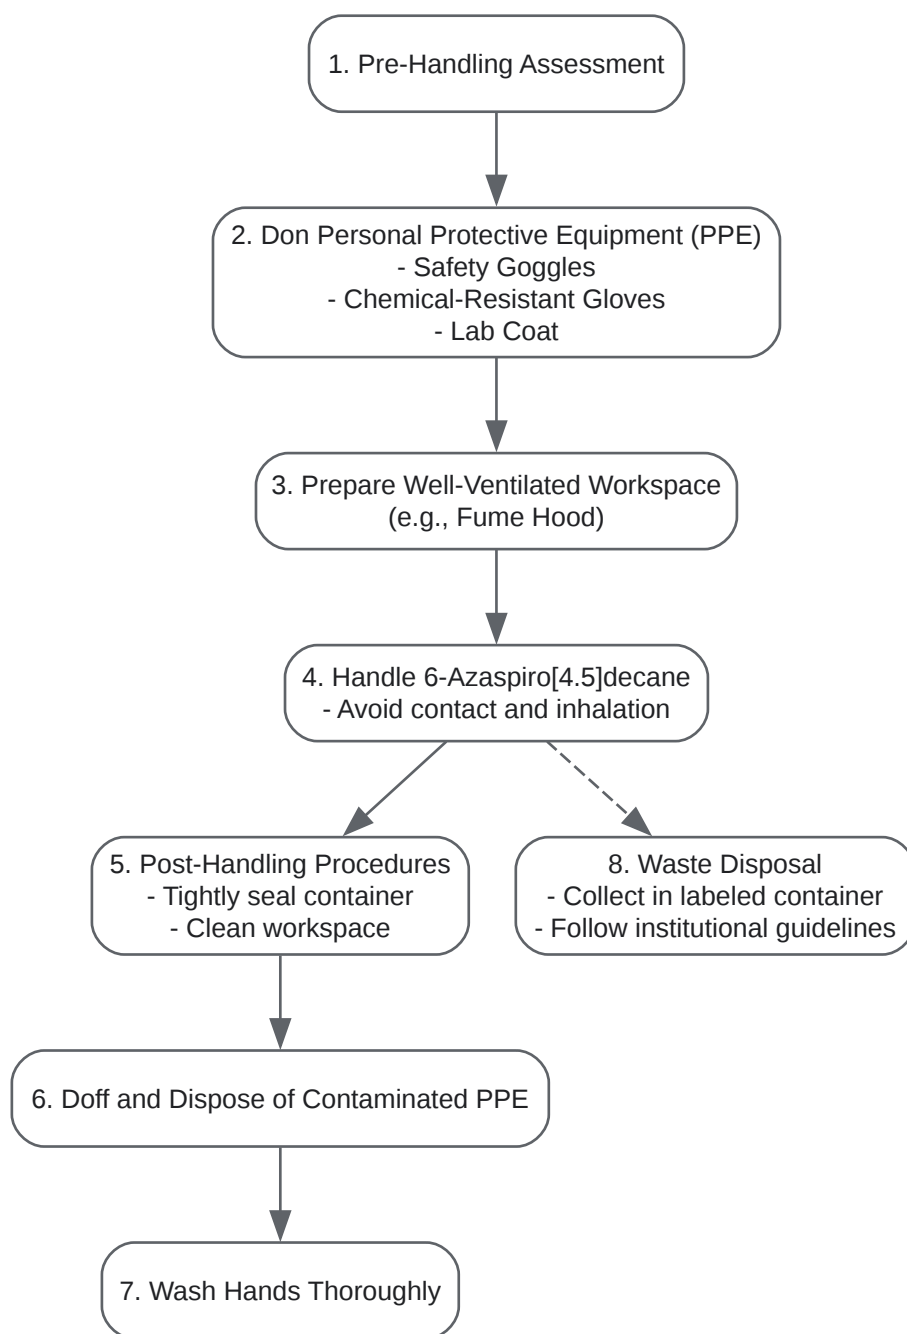 1. Pre-Handling Assessment
2. Don Personal Protective Equipment (PPE)
- Safety Goggles
- Chemical-Resistant Gloves
- Lab Coat
3. Prepare Well-Ventilated Workspace
(e.g., Fume Hood)
4. Handle 6-Azaspiro[4.5]decane
- Avoid contact and inhalation
5. Post-Handling Procedures
- Tightly seal container
- Clean workspace
8. Waste Disposal
- Collect in labeled container
- Follow institutional guidelines
6. Doff and Dispose of Contaminated PPE
7. Wash Hands Thoroughly